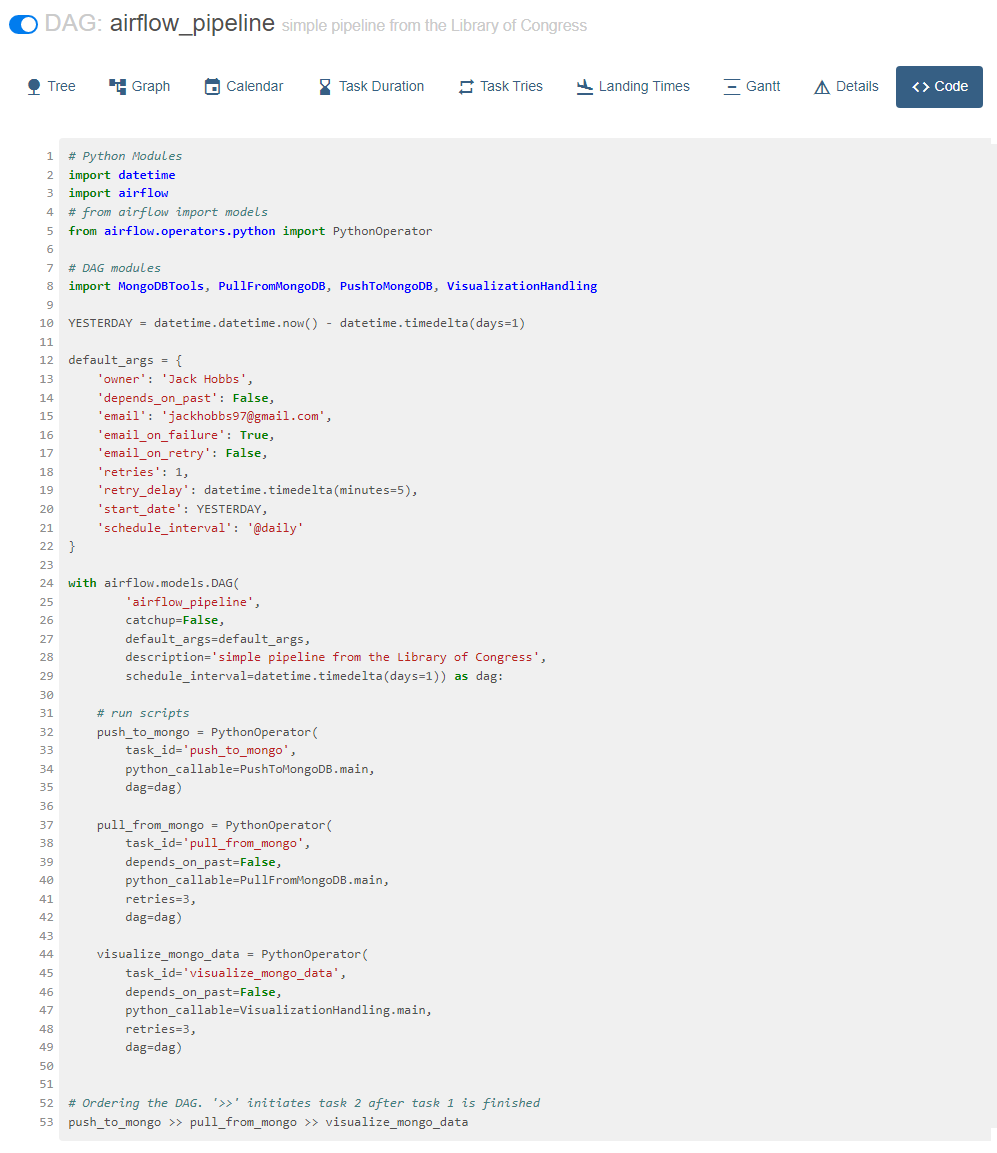 DAG: airflow_pipeline simple pipeline from the Library of Congress
Tree Graph Calendar Task Duration Task Tries Landing Times Gantt Details <> Code
1 # Python Modules
2 import datetime
3 import airflow
4 # from airflow import models
5 from airflow.operators.python import PythonOperator
6
7 # DAG modules
8 import MongoDBTools, PullFromMongoDB, PushToMongoDB, VisualizationHandling
9
10 YESTERDAY = datetime.datetime.now() - datetime.timedelta(days=1)
11
12 default_args = {
13     'owner': 'Jack Hobbs',
14     'depends_on_past': False,
15     'email': 'jackhobbs97@gmail.com',
16     'email_on_failure': True,
17     'email_on_retry': False,
18     'retries': 1,
19     'retry_delay': datetime.timedelta(minutes=5),
20     'start_date': YESTERDAY,
21     'schedule_interval': '@daily'
22 }
23
24 with airflow.models.DAG(
25         'airflow_pipeline',
26         catchup=False,
27         default_args=default_args,
28         description='simple pipeline from the Library of Congress',
29         schedule_interval=datetime.timedelta(days=1)) as dag:
30
31     # run scripts
32     push_to_mongo = PythonOperator(
33         task_id='push_to_mongo',
34         python_callable=PushToMongoDB.main,
35         dag=dag)
36
37     pull_from_mongo = PythonOperator(
38         task_id='pull_from_mongo',
39         depends_on_past=False,
40         python_callable=PullFromMongoDB.main,
41         retries=3,
42         dag=dag)
43
44     visualize_mongo_data = PythonOperator(
45         task_id='visualize_mongo_data',
46         depends_on_past=False,
47         python_callable=VisualizationHandling.main,
48         retries=3,
49         dag=dag)
50
51
52 # Ordering the DAG. '>>' initiates task 2 after task 1 is finished
53 push_to_mongo >> pull_from_mongo >> visualize_mongo_data